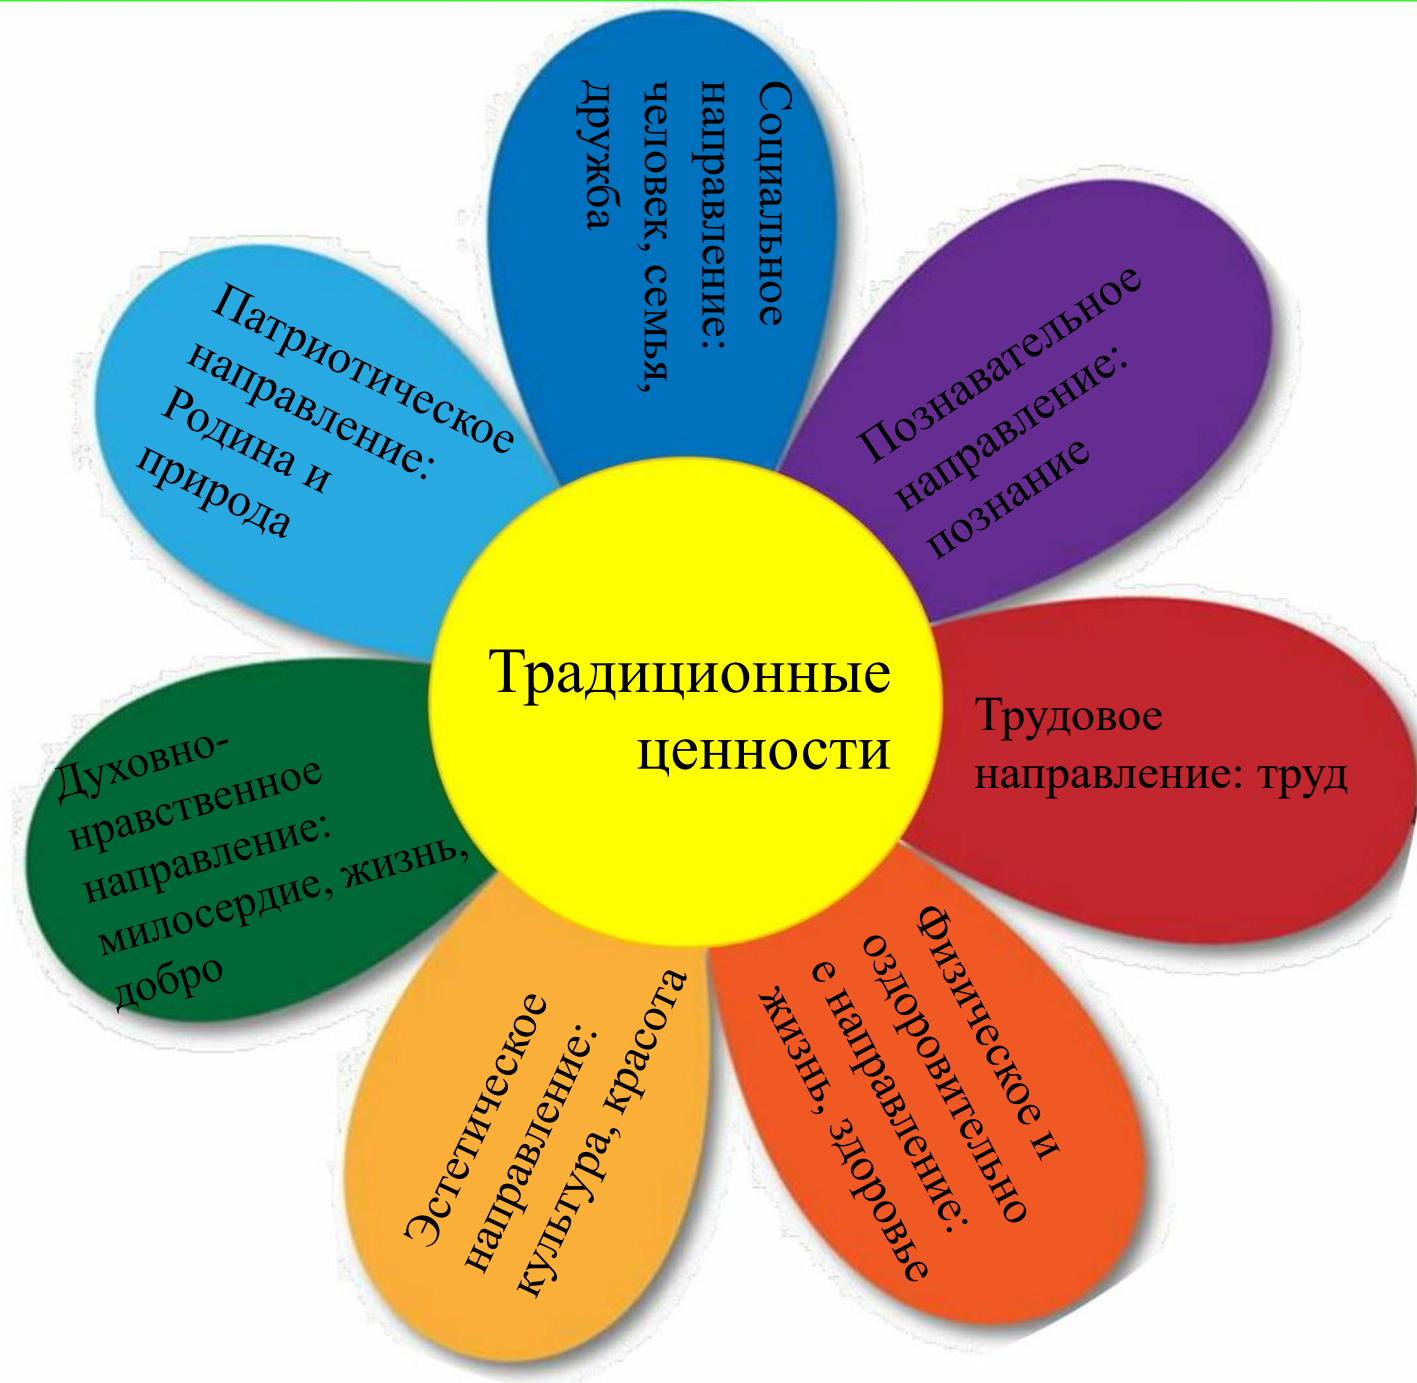 Социальное
направление:
человек, семья,
дружба
Познавательное
направление:
познание
Трудовое
направление: труд
Физическое и
оздоровительно
е направление:
жизнь, здоровье
Эстетическое
направление:
культура, красота
Духовно-
нравственное
направление:
милосердие, жизнь,
добро
Патриотическое
направление:
Родина и
природа
Традиционные
ценности